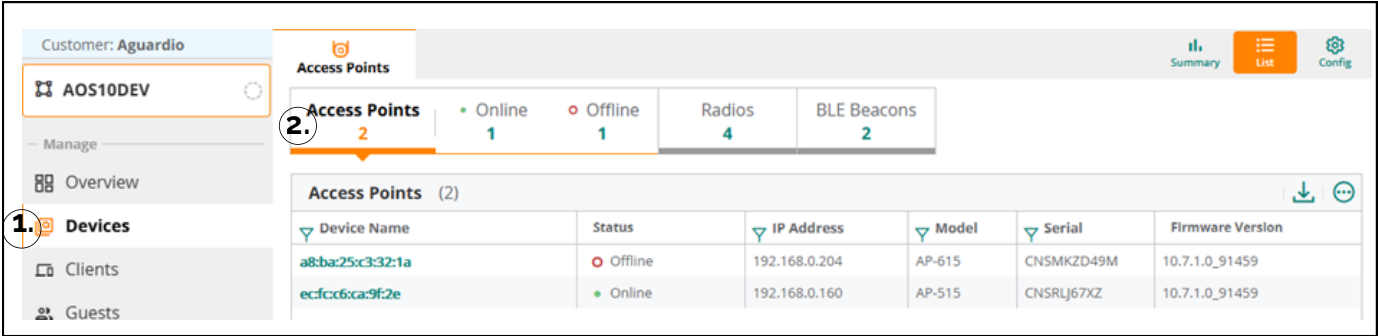 Customer: Aguardio
AOS10DEV
Manage
Overview
1. Devices
Clients
Guests
Access Points
Summary
List
Config
2. Access Points Online Offline Radios BLE Beacons
2 1 1 4 2
Access Points (2)
Device Name Status IP Address Model Serial Firmware Version
a8:ba:25:c3:32:1a Offline 192.168.0.204 AP-615 CNSMKZD49M 10.7.1.0_91459
ec:fc:c6:ca:9f:2e Online 192.168.0.160 AP-515 CNSRLJ67XZ 10.7.1.0_91459